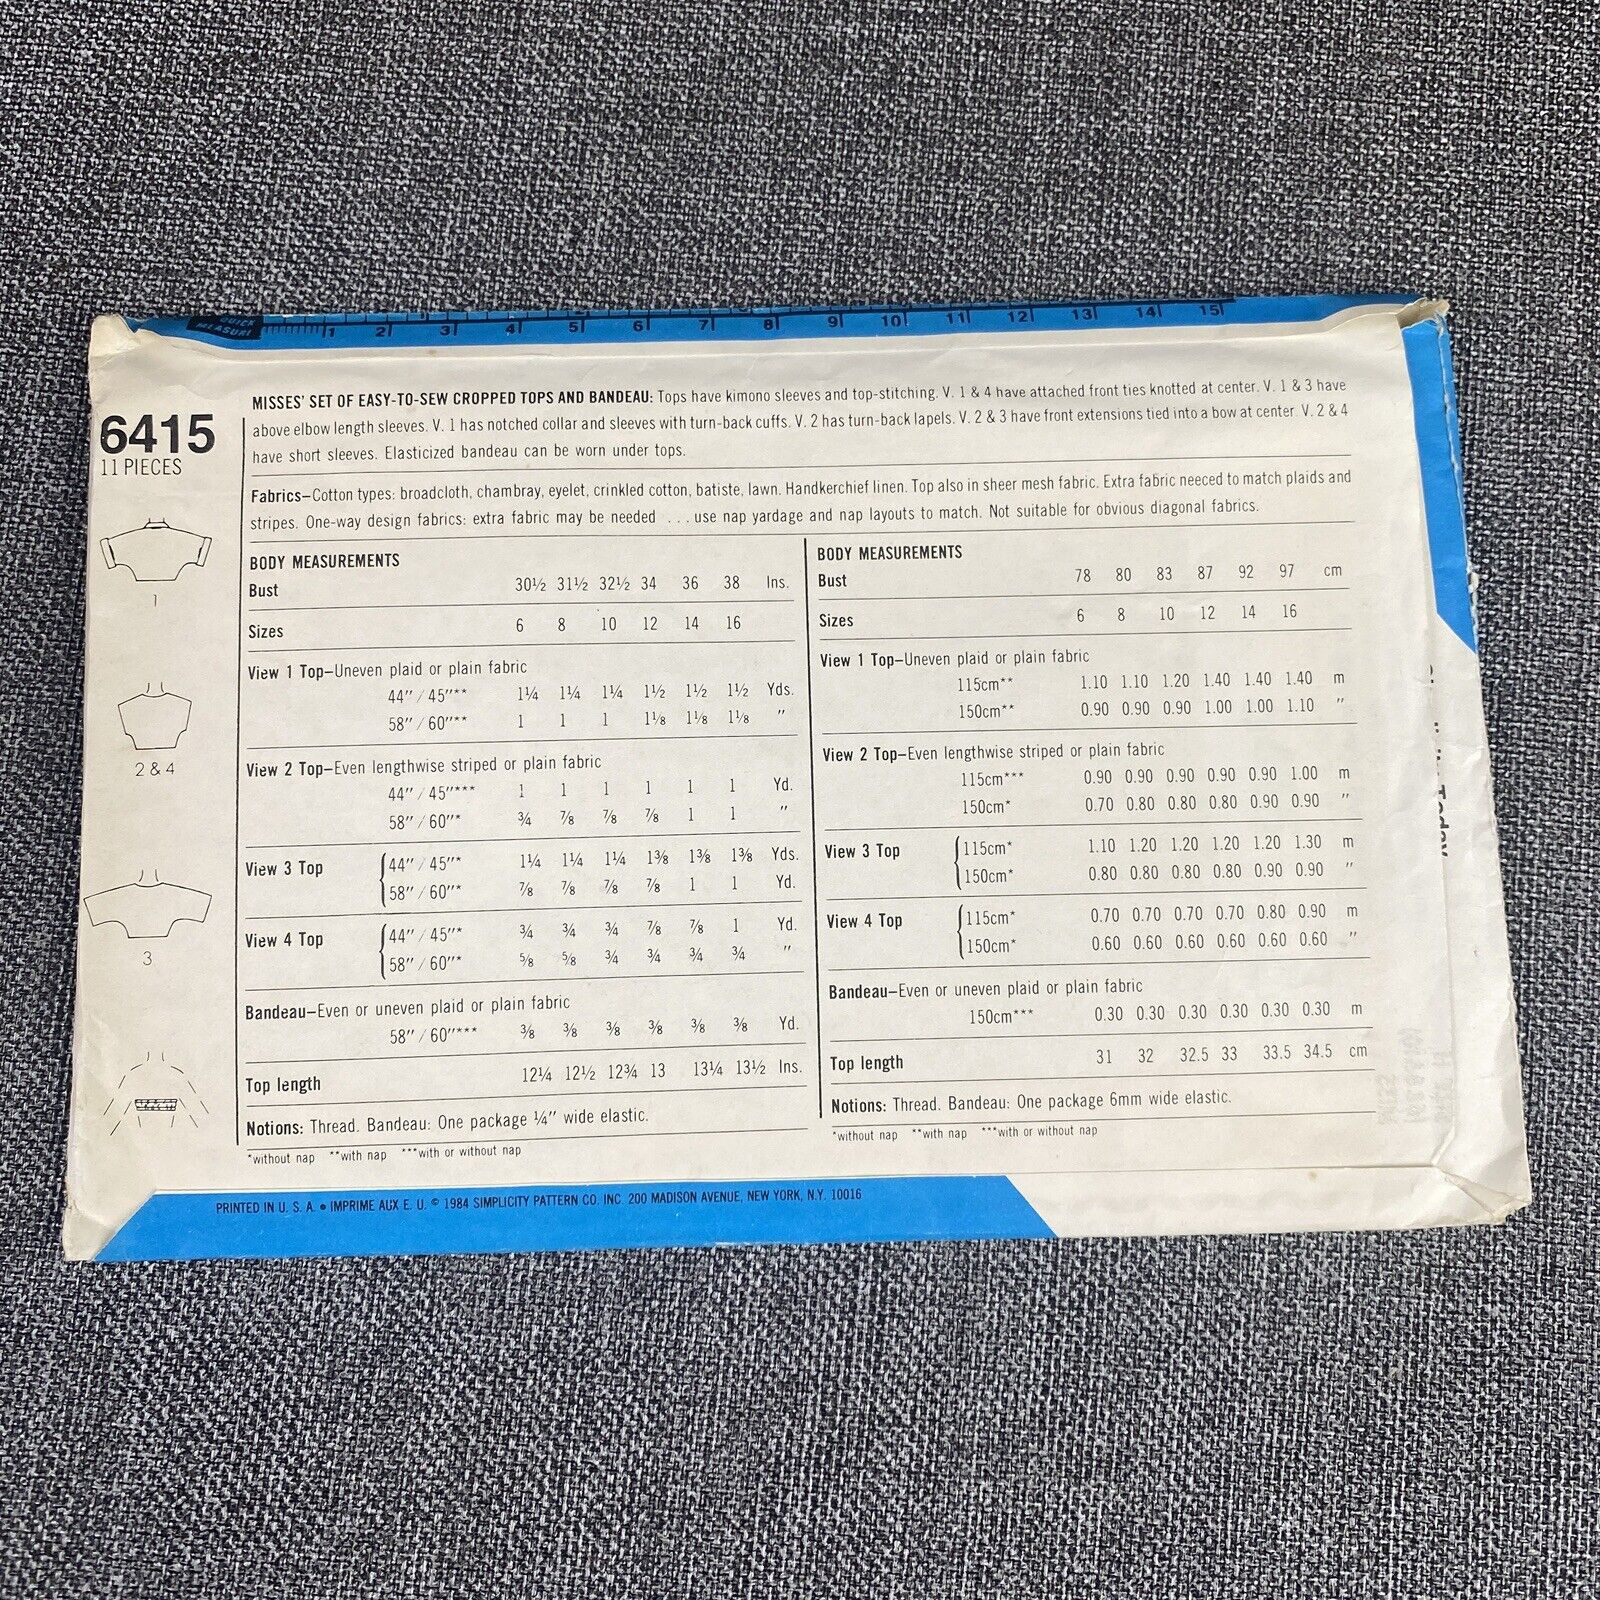 QUICK
MEASURE 1 2 3 4 5 6 7 8 9 10 11 12 13 14 15
6415
11 PIECES
1
2 & 4
3
MISSES' SET OF EASY-TO-SEW CROPPED TOPS AND BANDEAU: Tops have kimono sleeves and top-stitching. V. 1 & 4 have attached front ties knotted at center. V. 1 & 3 have
above elbow length sleeves. V. 1 has notched collar and sleeves with turn-back cuffs. V. 2 has turn-back lapels. V. 2 & 3 have front extensions tied into a bow at center. V. 2 & 4
have short sleeves. Elasticized bandeau can be worn under tops.
Fabrics—Cotton types: broadcloth, chambray, eyelet, crinkled cotton, batiste, lawn. Handkerchief linen. Top also in sheer mesh fabric. Extra fabric needed to match plaids and
stripes. One-way design fabrics: extra fabric may be needed ... use nap yardage and nap layouts to match. Not suitable for obvious diagonal fabrics.
BODY MEASUREMENTS
Bust 30½ 31½ 32½ 34 36 38 Ins.
Sizes 6 8 10 12 14 16
View 1 Top—Uneven plaid or plain fabric
44"/45"** 1¼ 1¼ 1¼ 1½ 1½ 1½ Yds.
58"/60"** 1 1 1 1⅛ 1⅛ 1⅛ "
View 2 Top—Even lengthwise striped or plain fabric
44"/45"*** 1 1 1 1 1 1 Yd.
58"/60"* ¾ ⅞ ⅞ ⅞ 1 1 "
View 3 Top 44"/45"* 1¼ 1¼ 1¼ 1⅜ 1⅜ 1⅜ Yds.
58"/60"* ⅞ ⅞ ⅞ ⅞ 1 1 Yd.
View 4 Top 44"/45"* ¾ ¾ ¾ ⅞ ⅞ 1 Yd.
58"/60"* ⅝ ⅝ ¾ ¾ ¾ ¾ "
Bandeau—Even or uneven plaid or plain fabric
58"/60"*** ⅜ ⅜ ⅜ ⅜ ⅜ ⅜ Yd.
Top length 12¼ 12½ 12¾ 13 13¼ 13½ Ins.
Notions: Thread. Bandeau: One package ¼" wide elastic.
*without nap **with nap ***with or without nap
BODY MEASUREMENTS
Bust 78 80 83 87 92 97 cm
Sizes 6 8 10 12 14 16
View 1 Top—Uneven plaid or plain fabric
115cm** 1.10 1.10 1.20 1.40 1.40 1.40 m
150cm** 0.90 0.90 0.90 1.00 1.00 1.10 "
View 2 Top—Even lengthwise striped or plain fabric
115cm*** 0.90 0.90 0.90 0.90 0.90 1.00 m
150cm* 0.70 0.80 0.80 0.80 0.90 0.90 "
View 3 Top 115cm* 1.10 1.20 1.20 1.20 1.20 1.30 m
150cm* 0.80 0.80 0.80 0.80 0.90 0.90 "
View 4 Top 115cm* 0.70 0.70 0.70 0.70 0.80 0.90 m
150cm* 0.60 0.60 0.60 0.60 0.60 0.60 "
Bandeau—Even or uneven plaid or plain fabric
150cm*** 0.30 0.30 0.30 0.30 0.30 0.30 m
Top length 31 32 32.5 33 33.5 34.5 cm
Notions: Thread. Bandeau: One package 6mm wide elastic.
*without nap **with nap ***with or without nap
Today
PRINTED IN U. S. A. • IMPRIME AUX E. U. © 1984 SIMPLICITY PATTERN CO. INC. 200 MADISON AVENUE, NEW YORK, N.Y. 10016